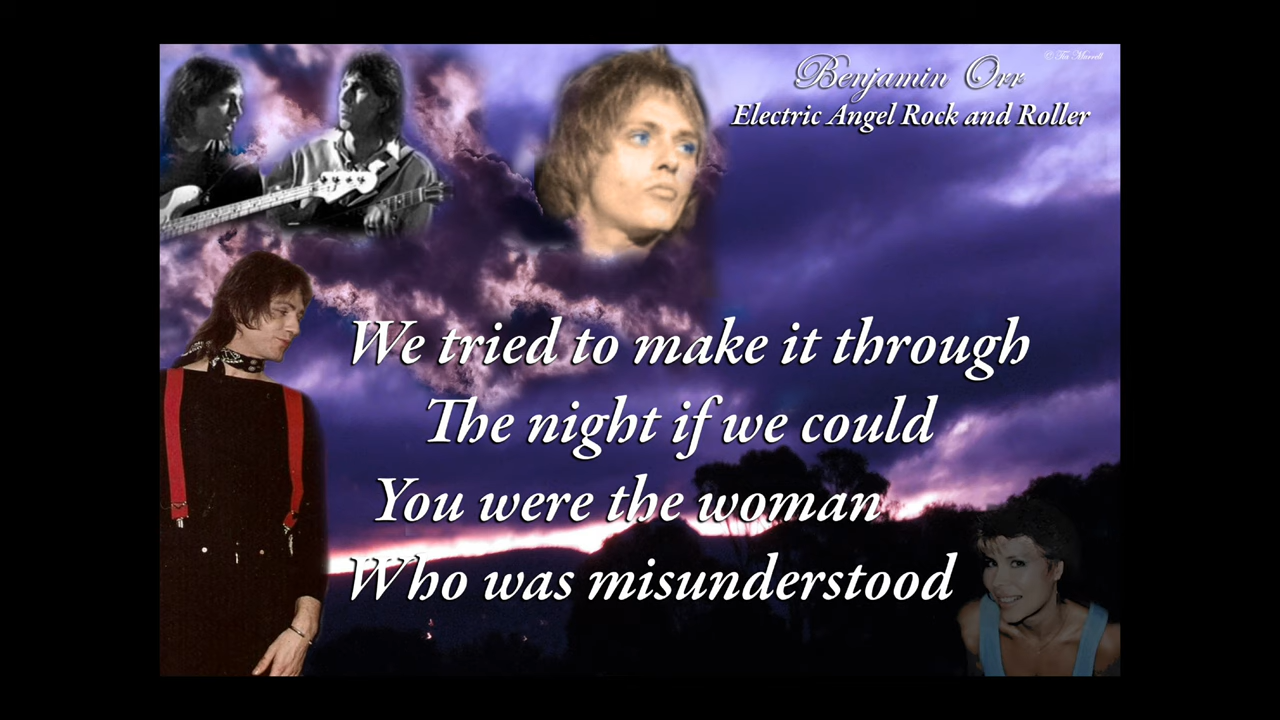 Benjamin Orr
Electric Angel Rock and Roller
We tried to make it through
The night if we could
You were the woman
Who was misunderstood